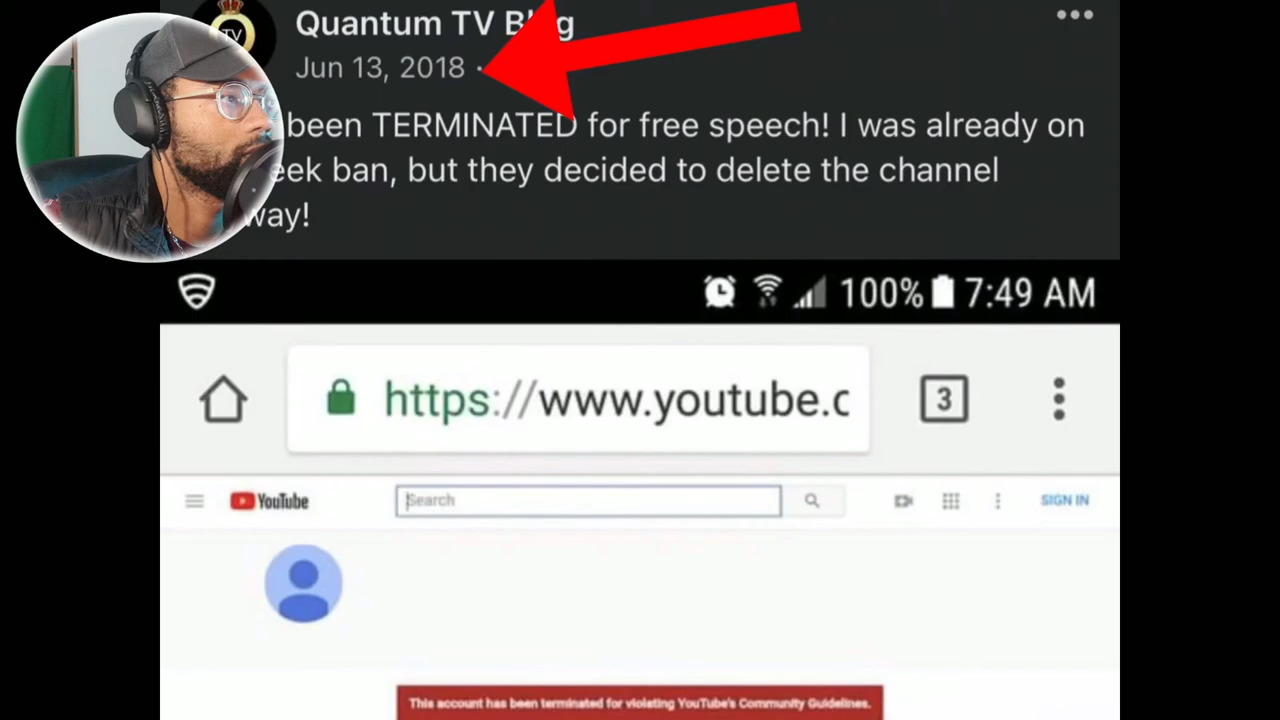 TV
Quantum TV Blog
Jun 13, 2018 ·
been TERMINATED for free speech! I was already on
eek ban, but they decided to delete the channel
way!
100% 7:49 AM
https://www.youtube.c
3
YouTube
Search
SIGN IN
This account has been terminated for violating YouTube's Community Guidelines.